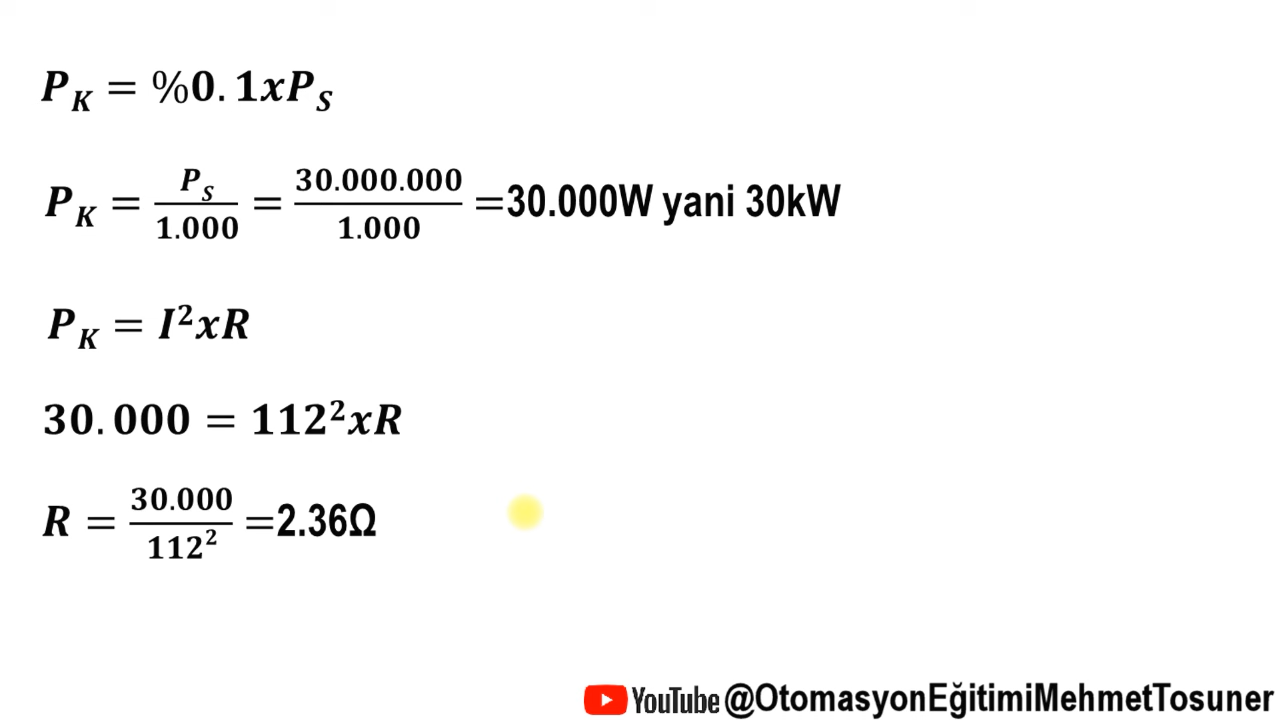 P_K = %0.1xP_S
P_K = P_S/1.000 = 30.000.000/1.000 =30.000W yani 30kW
P_K = I²xR
30.000 = 112²xR
R = 30.000/112² =2.36Ω
YouTube @OtomasyonEğitimiMehmetTosuner